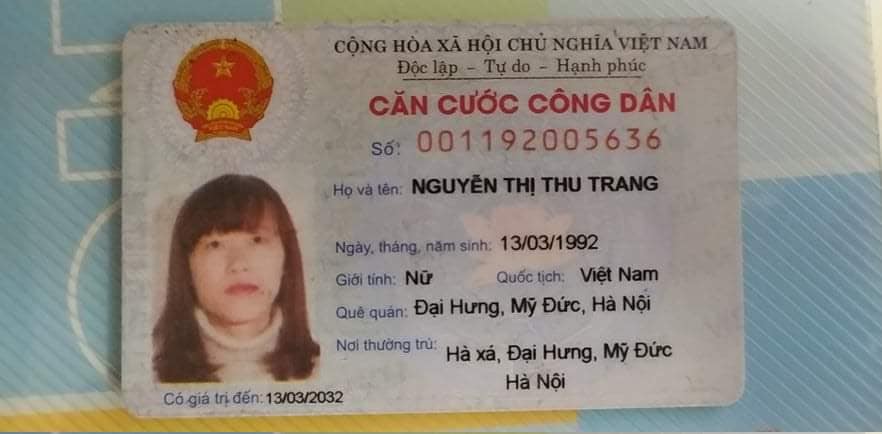 CỘNG HÒA XÃ HỘI CHỦ NGHĨA VIỆT NAM
Độc lập - Tự do - Hạnh phúc
CĂN CƯỚC CÔNG DÂN
Số: 001192005636
Họ và tên: NGUYỄN THỊ THU TRANG
Ngày, tháng, năm sinh: 13/03/1992
Giới tính: Nữ Quốc tịch: Việt Nam
Quê quán: Đại Hưng, Mỹ Đức, Hà Nội
Nơi thường trú: Hà xá, Đại Hưng, Mỹ Đức
Hà Nội
Có giá trị đến: 13/03/2032